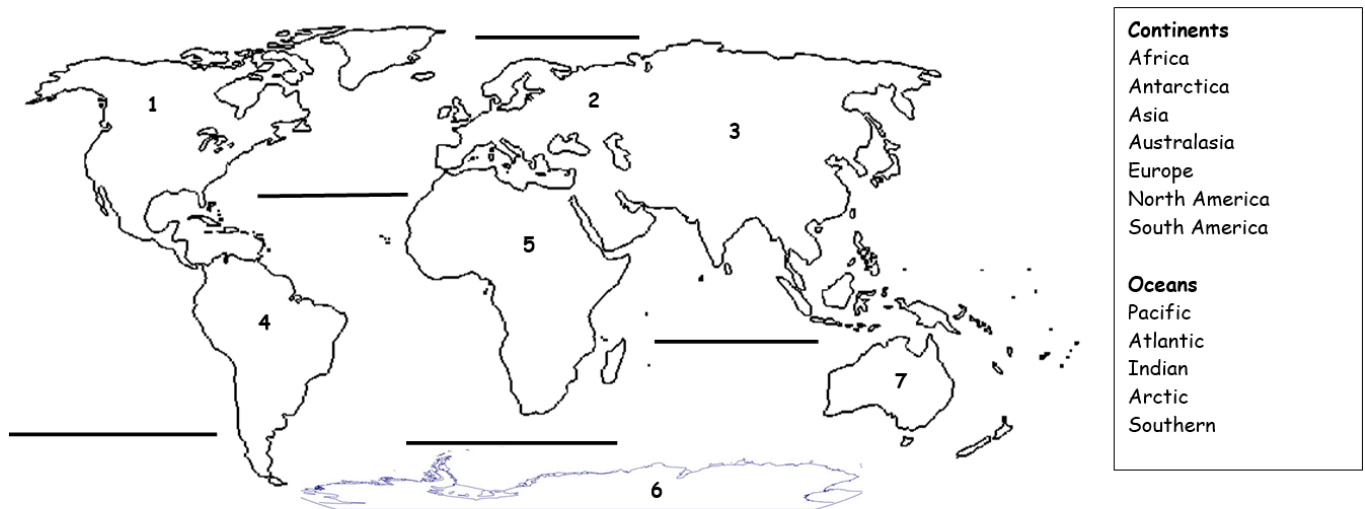 1
2
3
5
4
7
6
Continents
Africa
Antarctica
Asia
Australasia
Europe
North America
South America
Oceans
Pacific
Atlantic
Indian
Arctic
Southern